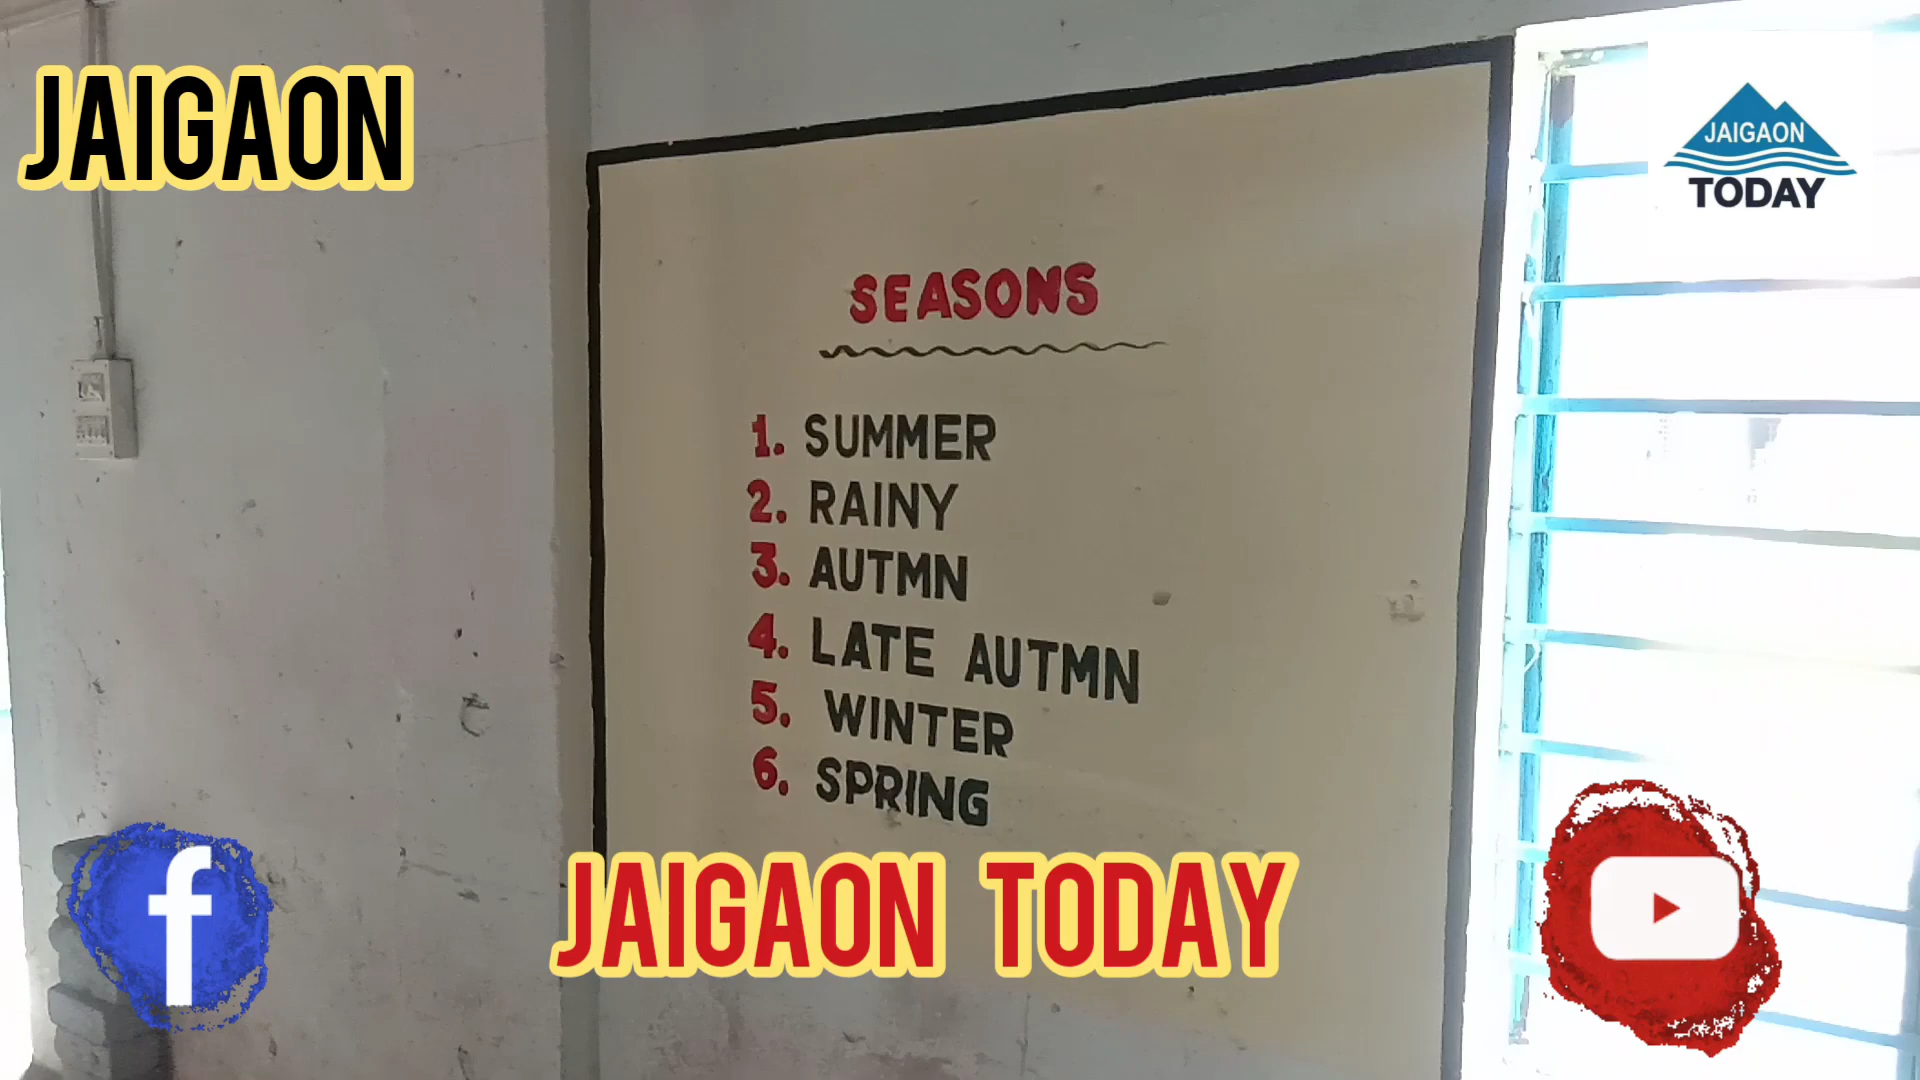 JAIGAON
JAIGAON
TODAY
SEASONS
1. SUMMER
2. RAINY
3. AUTMN
4. LATE AUTMN
5. WINTER
6. SPRING
f
JAIGAON TODAY